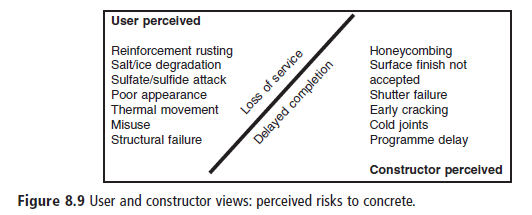 User perceived
Reinforcement rusting
Salt/ice degradation
Sulfate/sulfide attack
Poor appearance
Thermal movement
Misuse
Structural failure
Loss of service
Delayed completion
Honeycombing
Surface finish not
accepted
Shutter failure
Early cracking
Cold joints
Programme delay
Constructor perceived
Figure 8.9 User and constructor views: perceived risks to concrete.